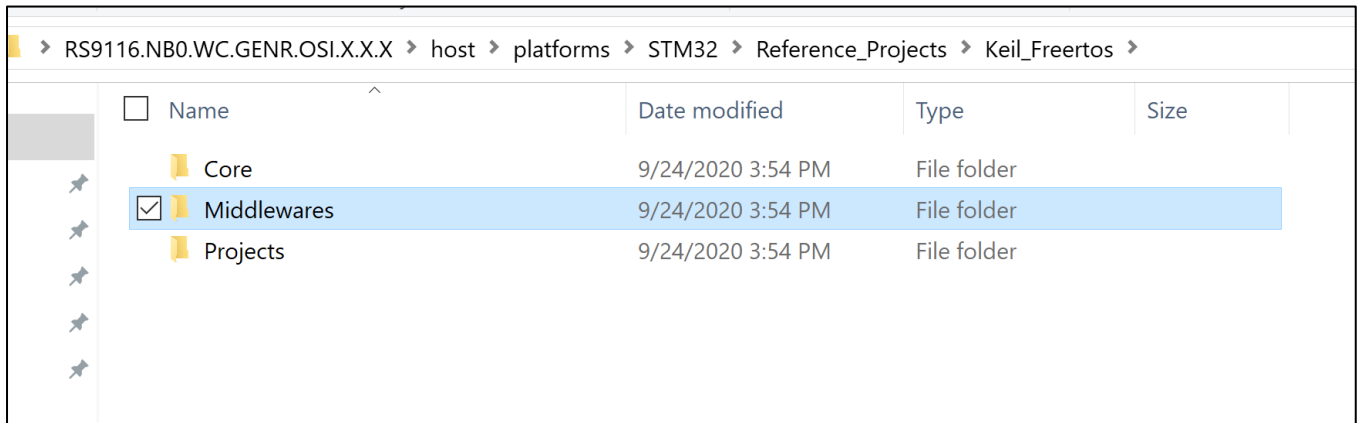 RS9116.NB0.WC.GENR.OSI.X.X.X > host > platforms > STM32 > Reference_Projects > Keil_Freertos >
Name Date modified Type Size
Core 9/24/2020 3:54 PM File folder
Middlewares 9/24/2020 3:54 PM File folder
Projects 9/24/2020 3:54 PM File folder